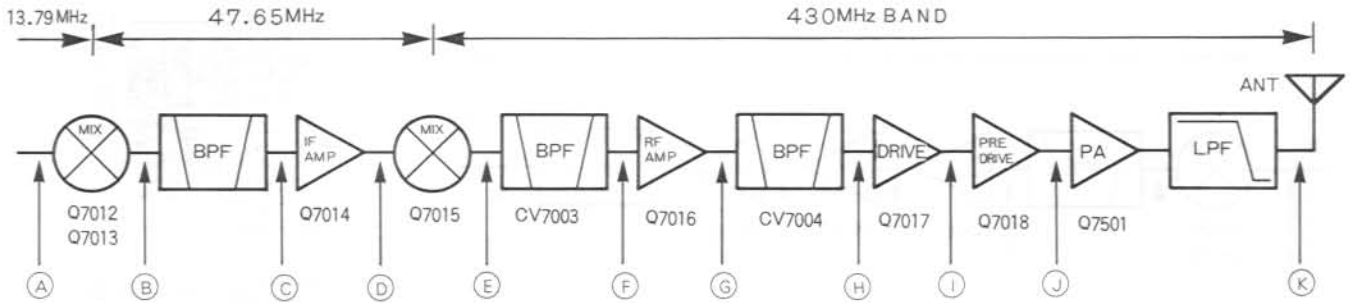 13.79MHz 47.65MHz 430MHz BAND
ANT
MIX BPF IF AMP MIX BPF RF AMP BPF DRIVE PRE DRIVE PA LPF
Q7012 Q7014 Q7015 CV7003 Q7016 CV7004 Q7017 Q7018 Q7501
Q7013
A B C D E F G H I J K